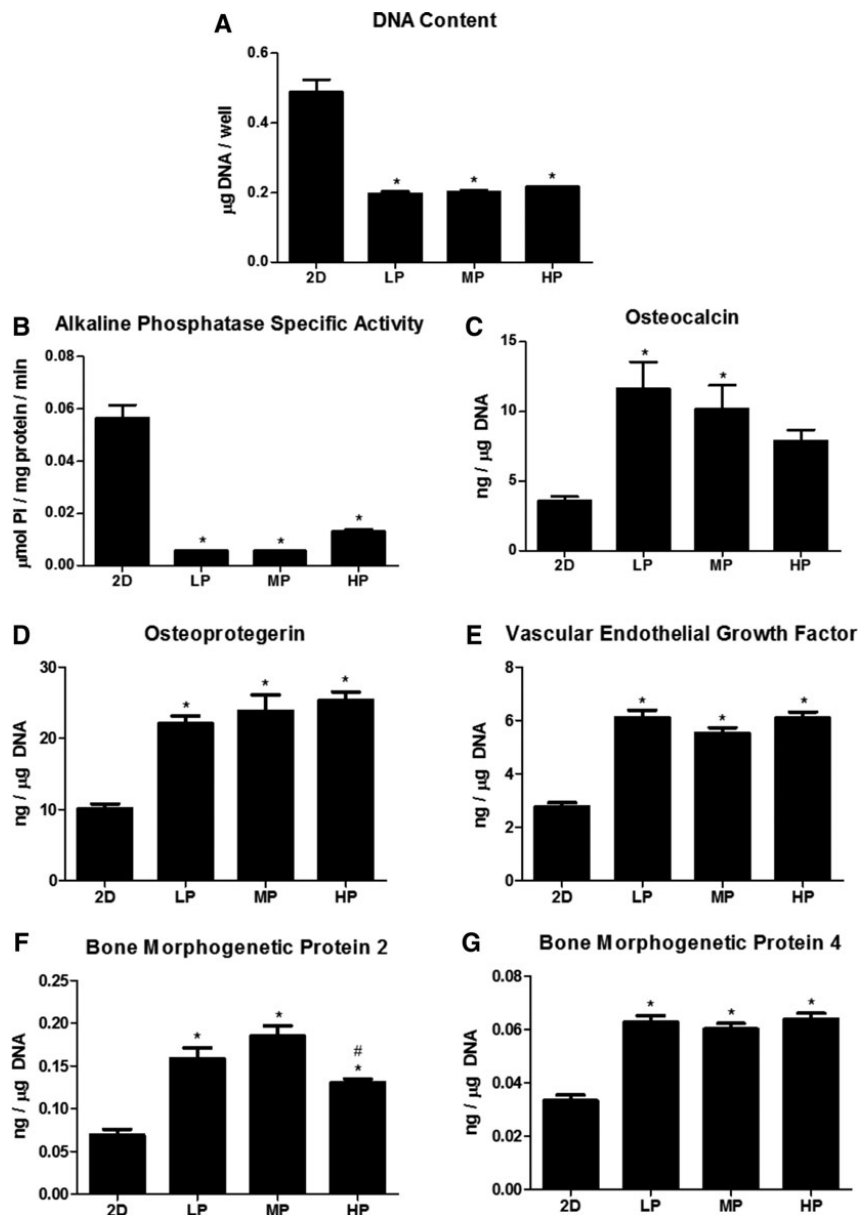 A
DNA Content
µg DNA / well
0.6
0.4
0.2
0.0
* * *
2D LP MP HP
B
Alkaline Phosphatase Specific Activity
µmol PI / mg protein / min
0.08
0.06
0.04
0.02
0.00
* * *
2D LP MP HP
C
Osteocalcin
ng / µg DNA
15
10
5
0
* *
2D LP MP HP
D
Osteoprotegerin
ng / µg DNA
30
20
10
0
* * *
2D LP MP HP
E
Vascular Endothelial Growth Factor
ng / µg DNA
8
6
4
2
0
* * *
2D LP MP HP
F
Bone Morphogenetic Protein 2
ng / µg DNA
0.25
0.20
0.15
0.10
0.05
0.00
* * #
*
2D LP MP HP
G
Bone Morphogenetic Protein 4
ng / µg DNA
0.08
0.06
0.04
0.02
0.00
* * *
2D LP MP HP